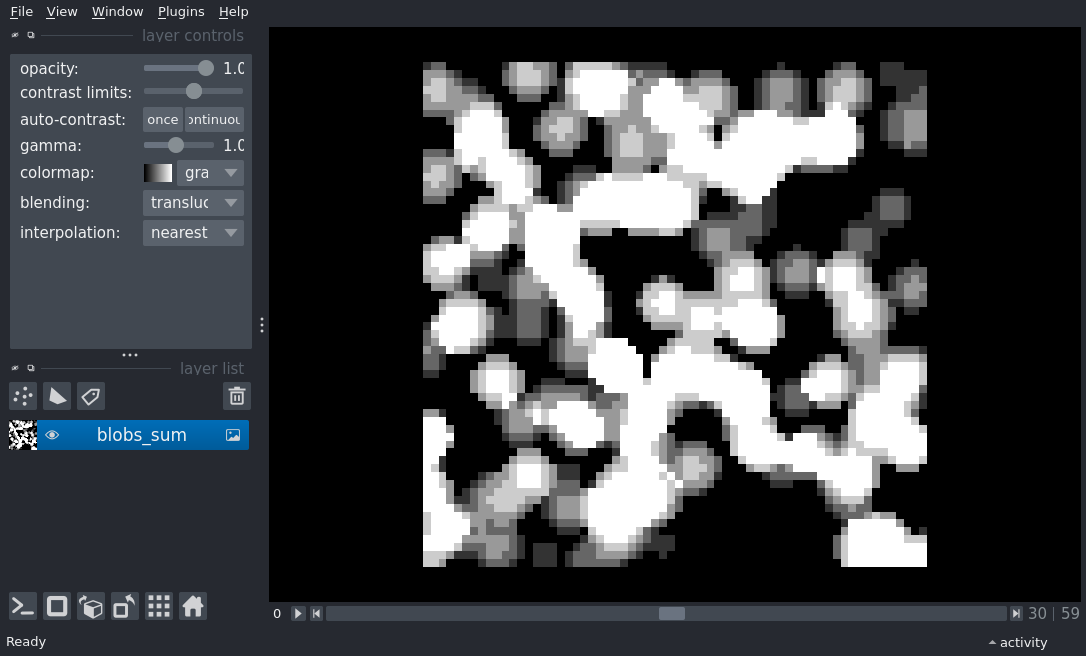 File View Window Plugins Help
layer controls
opacity: 1.0
contrast limits:
auto-contrast: once ontinuou
gamma: 1.0
colormap: gra
blending: transluc
interpolation: nearest
layer list
blobs_sum
0 30 | 59
Ready activity